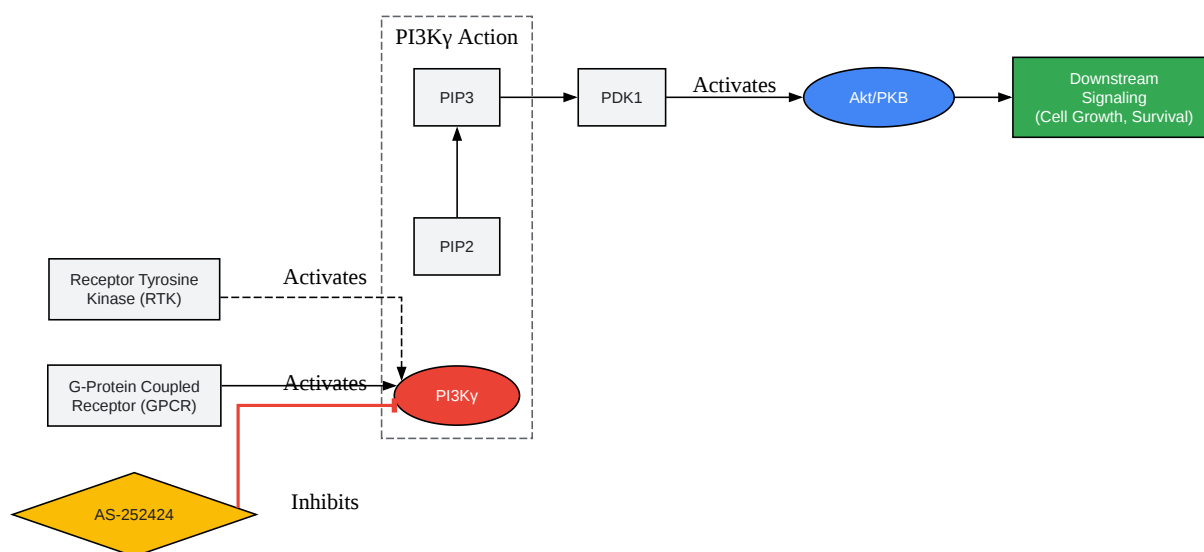 PI3Kγ Action
PIP3
PDK1
Activates
Akt/PKB
Downstream
Signaling
(Cell Growth, Survival)
PIP2
Receptor Tyrosine
Kinase (RTK)
Activates
G-Protein Coupled
Receptor (GPCR)
Activates
PI3Kγ
AS-252424
Inhibits